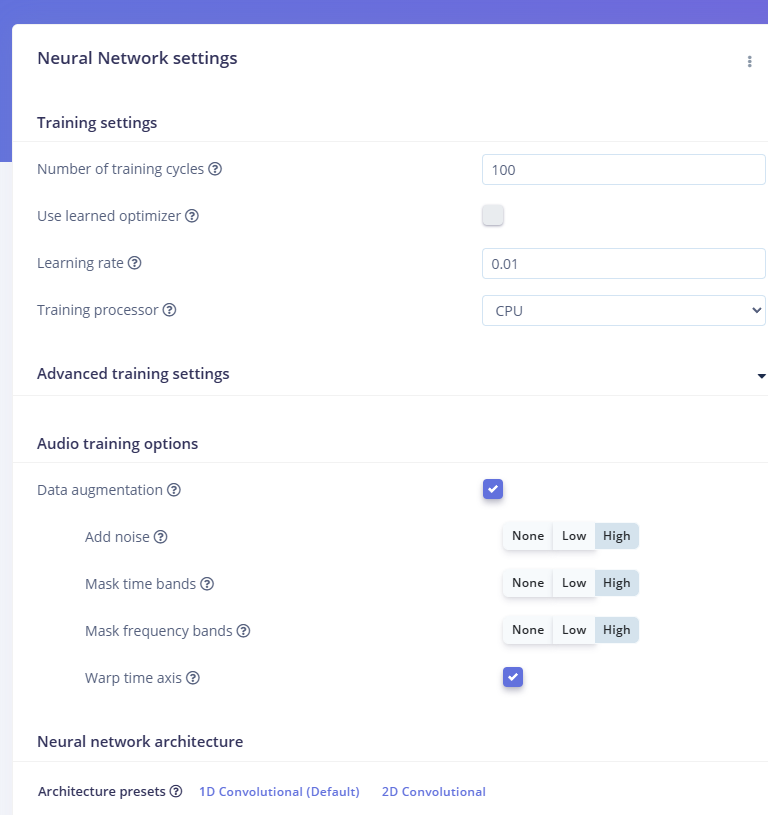 Neural Network settings
Training settings
Number of training cycles
100
Use learned optimizer
Learning rate
0.01
Training processor
CPU
Advanced training settings
Audio training options
Data augmentation
Add noise
None Low High
Mask time bands
None Low High
Mask frequency bands
None Low High
Warp time axis
Neural network architecture
Architecture presets 1D Convolutional (Default) 2D Convolutional